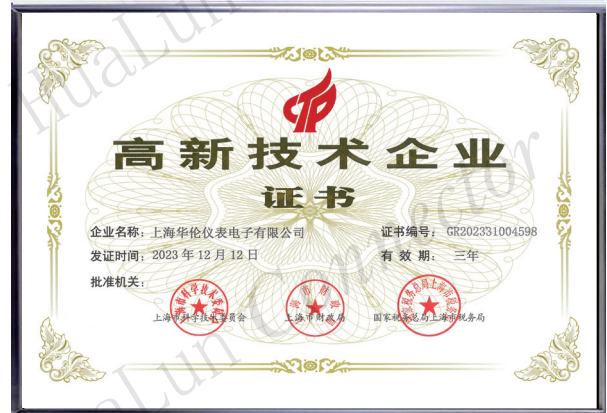 高新技术企业
证书
企业名称：上海华伦仪表电子有限公司 证书编号：GR202331004598
发证时间：2023年12月12日 有效期：三年
批准机关：
上海市科学技术委员会 上海市财政局 国家税务总局上海市税务局
HuaLun Connector
HuaLun Connector